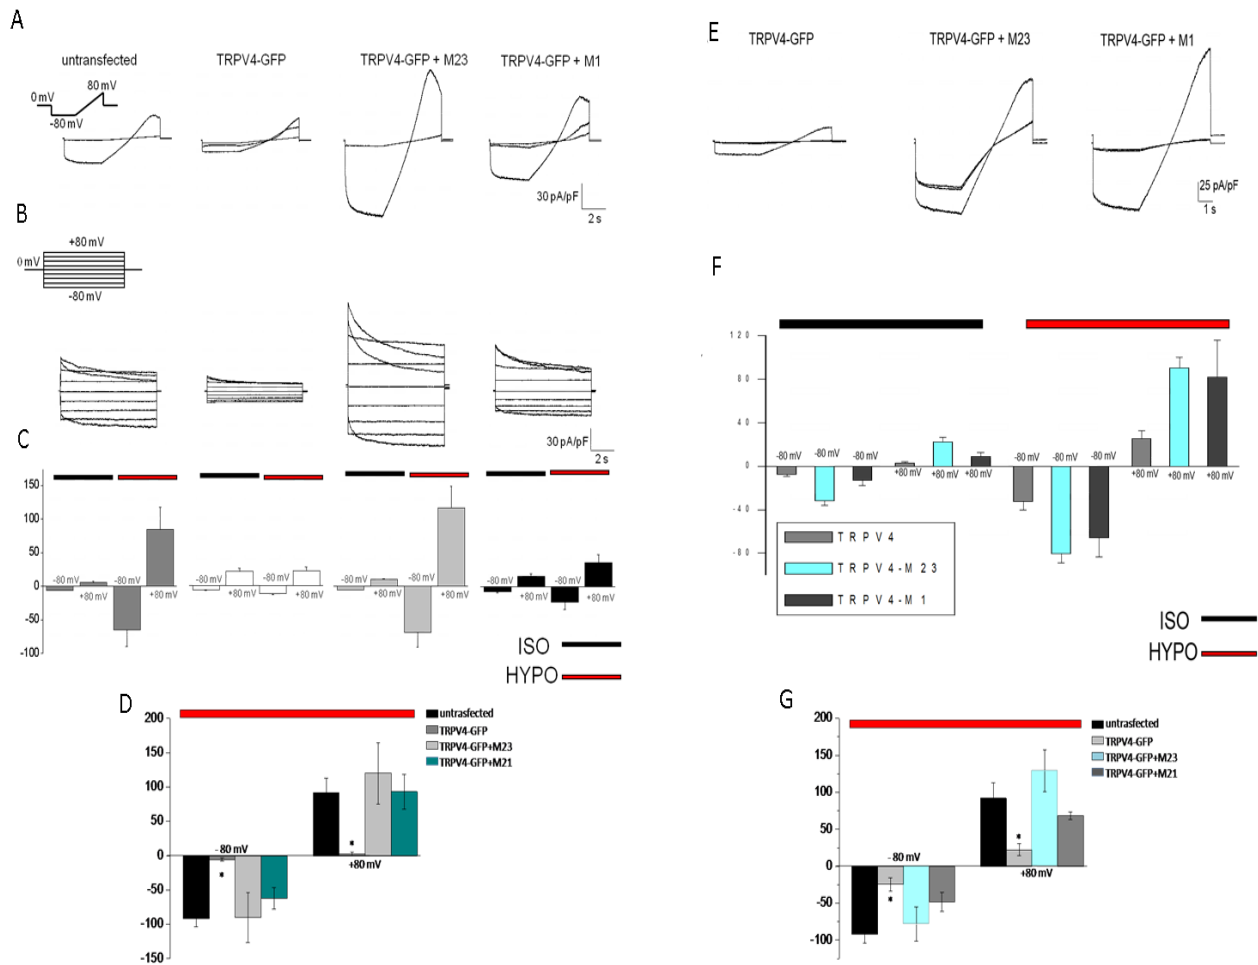 A
untransfected
TRPV4-GFP
TRPV4-GFP + M23
TRPV4-GFP + M1
0 mV
80 mV
-80 mV
30 pA/pF
2 s
B
+80 mV
0 mV
-80 mV
30 pA/pF
2 s
C
150
100
50
0
-50
-100
-80 mV
+80 mV
-80 mV
+80 mV
-80 mV
+80 mV
-80 mV
+80 mV
-80 mV
+80 mV
-80 mV
+80 mV
-80 mV
+80 mV
-80 mV
+80 mV
ISO
HYPO
D
200
150
100
50
0
-50
-100
-150
- 80 mV
*
*
+80 mV
untrasfected
TRPV4-GFP
TRPV4-GFP+M23
TRPV4-GFP+M21
E
TRPV4-GFP
TRPV4-GFP + M23
TRPV4-GFP + M1
25 pA/pF
1 s
F
120
80
40
0
-40
-80
-80 mV
-80 mV
-80 mV
+80 mV
+80 mV
+80 mV
-80 mV
-80 mV
-80 mV
+80 mV
+80 mV
+80 mV
TRPV4
TRPV4-M23
TRPV4-M1
ISO
HYPO
G
200
150
100
50
0
-50
-100
- 80 mV
*
*
+80 mV
untrasfected
TRPV4-GFP
TRPV4-GFP+M23
TRPV4-GFP+M21